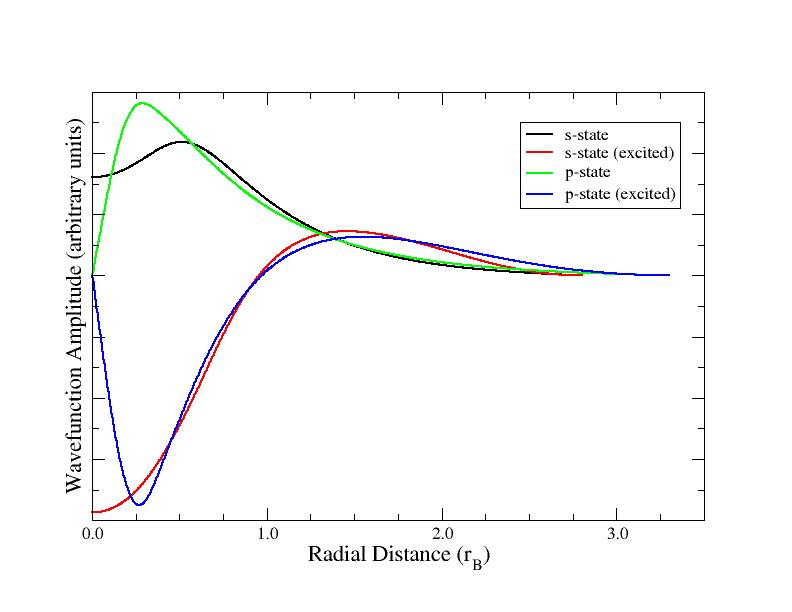 Wavefunction Amplitude (arbitrary units)
s-state
s-state (excited)
p-state
p-state (excited)
0.0 1.0 2.0 3.0
Radial Distance (r_B)